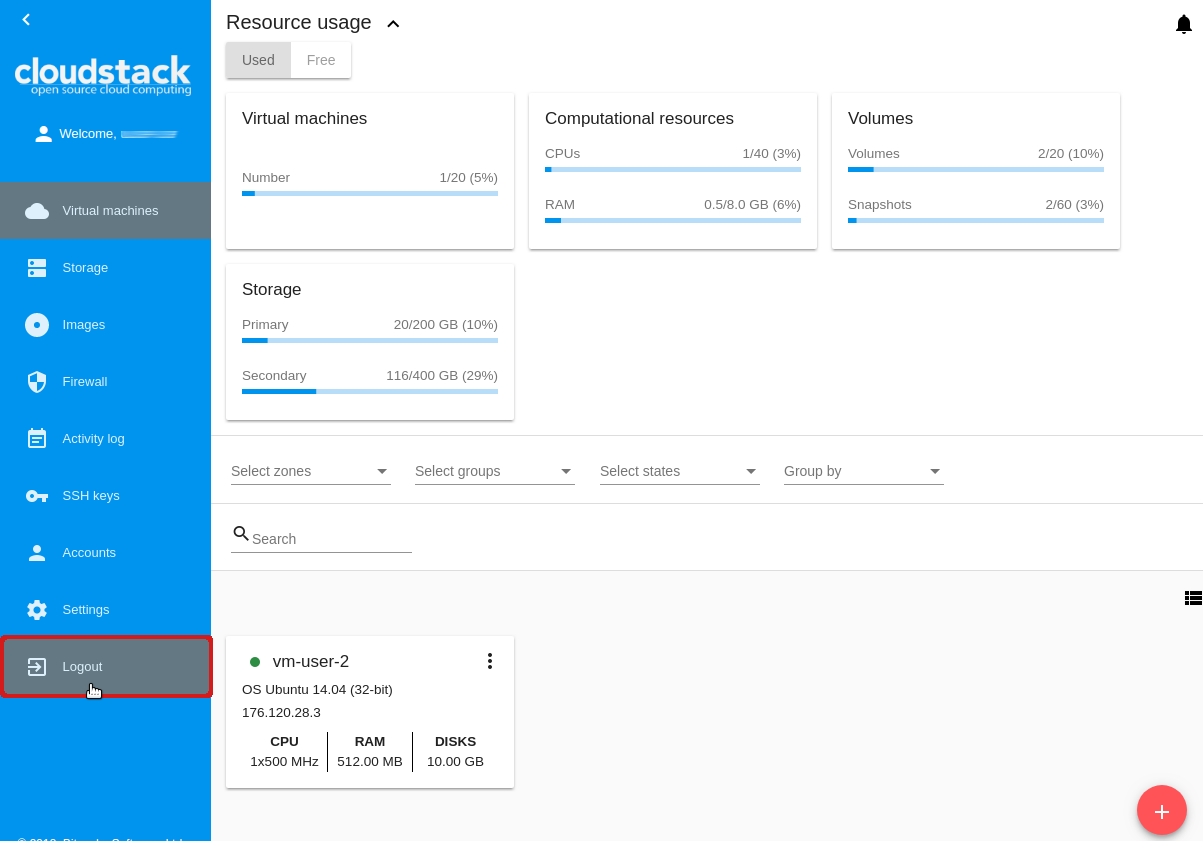 cloudstack
open source cloud computing
Welcome,
Virtual machines
Storage
Images
Firewall
Activity log
SSH keys
Accounts
Settings
Logout
Resource usage
Used
Free
Virtual machines
Number 1/20 (5%)
Computational resources
CPUs 1/40 (3%)
RAM 0.5/8.0 GB (6%)
Volumes
Volumes 2/20 (10%)
Snapshots 2/60 (3%)
Storage
Primary 20/200 GB (10%)
Secondary 116/400 GB (29%)
Select zones Select groups Select states Group by
Search
vm-user-2
OS Ubuntu 14.04 (32-bit)
176.120.28.3
CPU RAM DISKS
1x500 MHz 512.00 MB 10.00 GB